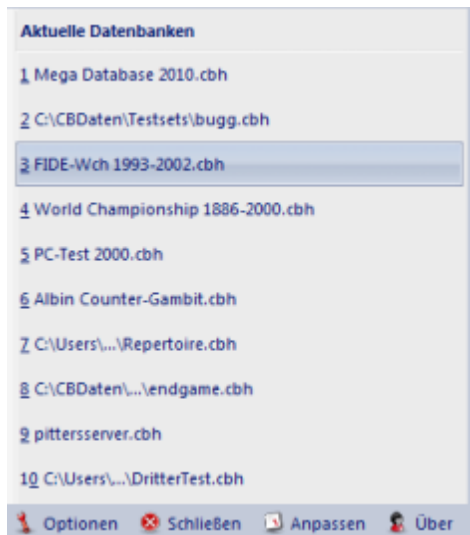 Aktuelle Datenbanken
1 Mega Database 2010.cbh
2 C:\CBDaten\Testsets\bugg.cbh
3 FIDE-Wch 1993-2002.cbh
4 World Championship 1886-2000.cbh
5 PC-Test 2000.cbh
6 Albin Counter-Gambit.cbh
7 C:\Users\...\Repertoire.cbh
8 C:\CBDaten\...\endgame.cbh
9 pittersserver.cbh
10 C:\Users\...\DritterTest.cbh
Optionen Schließen Anpassen Über